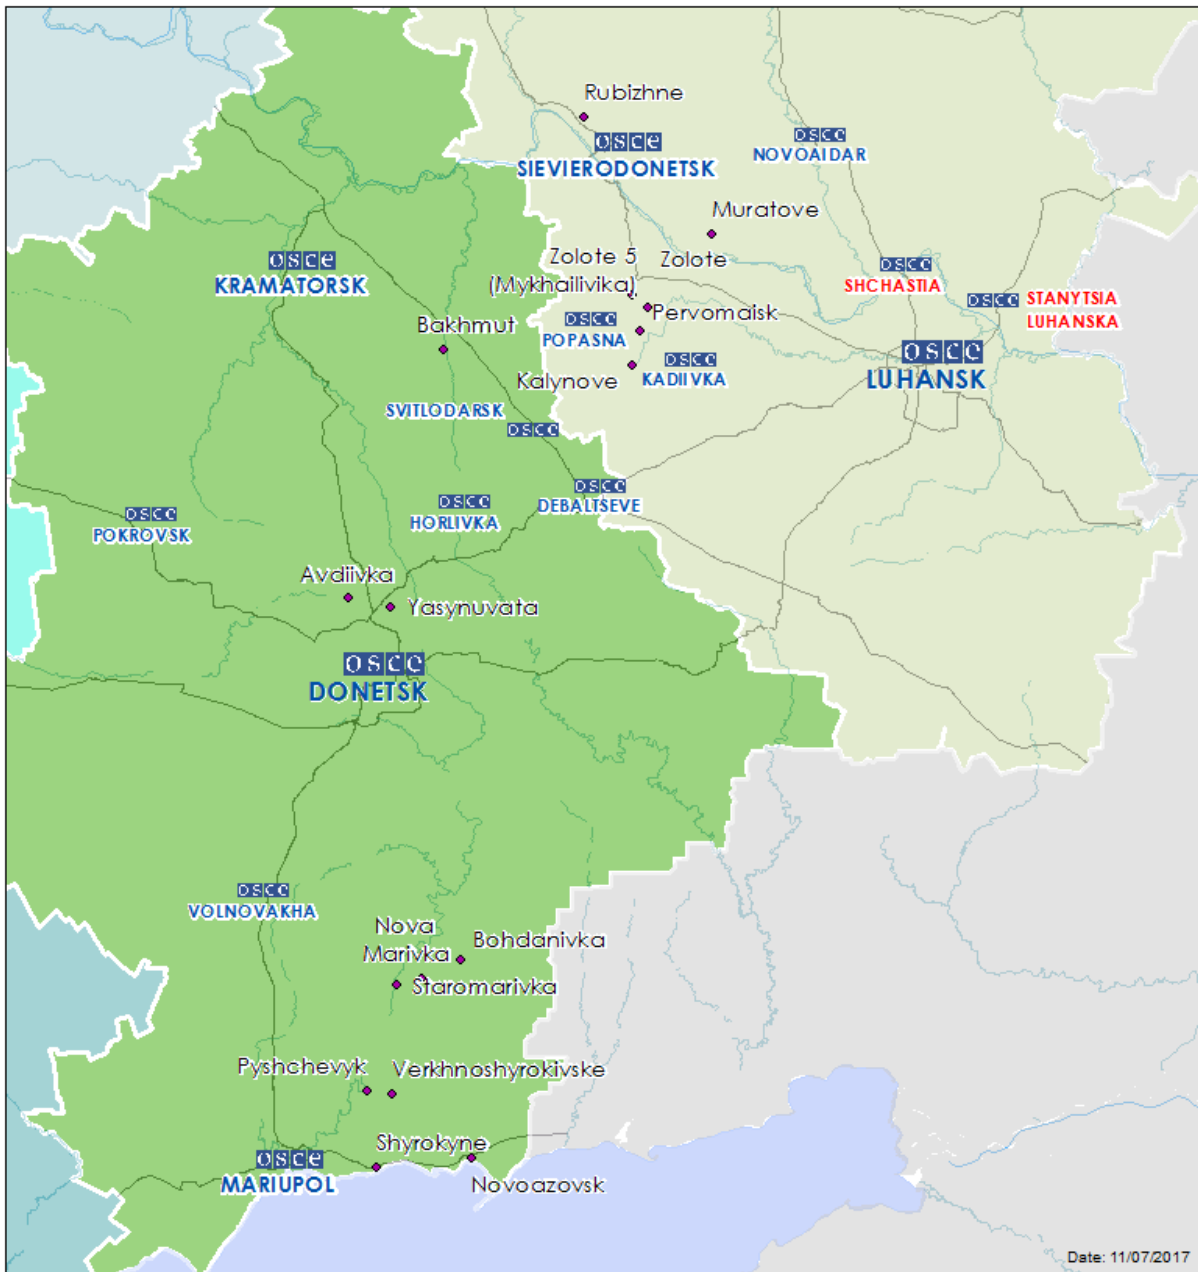 Rubizhne
osce
SIEVIERODONETSK
osce
NOVOAIDAR
Muratove
osce
KRAMATORSK
Zolote 5
(Mykhailivika)
Zolote
osce
SHCHASTIA
osce
STANYTSIA
LUHANSKA
Pervomaisk
osce
POPASNA
Bakhmut
osce
KADIIVKA
Kalynove
osce
LUHANSK
SVITLODARSK
osce
osce
DEBALTSEVE
osce
HORLIVKA
osce
POKROVSK
Avdiivka
Yasynuvata
osce
DONETSK
osce
VOLNOVAKHA
Nova
Marivka
Bohdanivka
Staromarivka
Pyshchevyk
Verkhnoshyrokivske
Shyrokyne
osce
MARIUPOL
Novoazovsk
Date: 11/07/2017